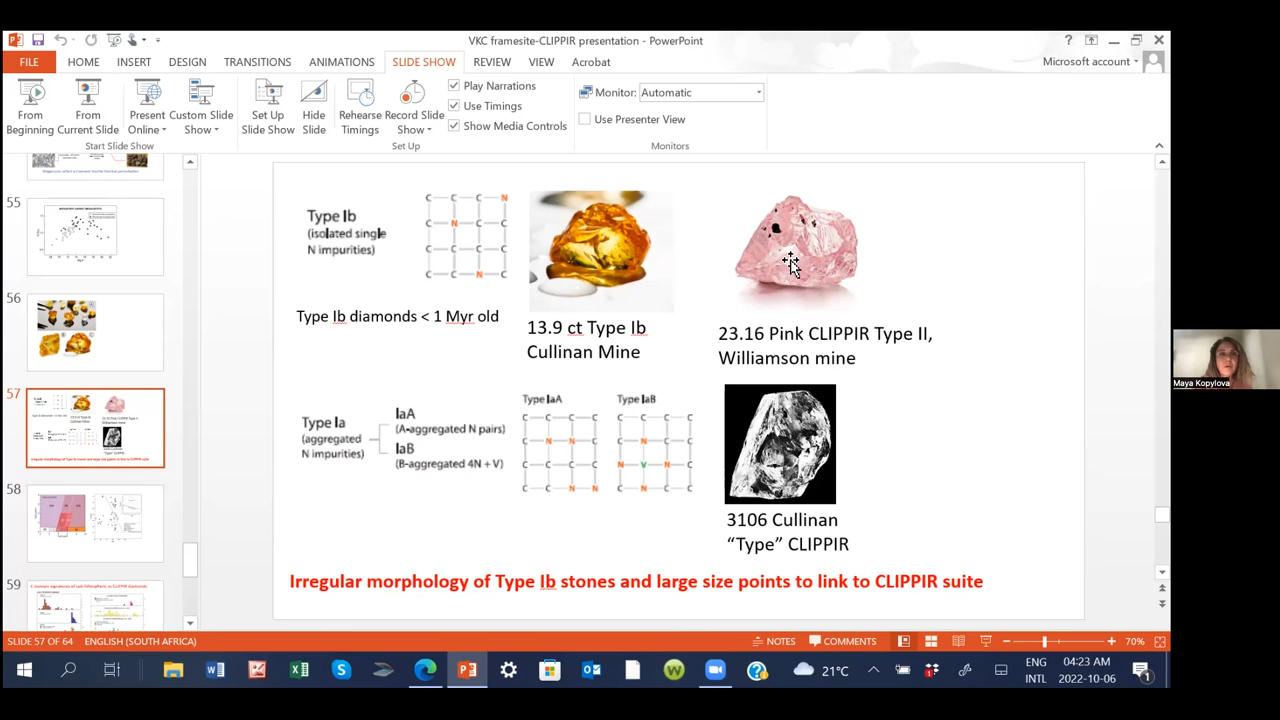 VKC framesite-CLIPPIR presentation - PowerPoint
FILE
HOME
INSERT
DESIGN
TRANSITIONS
ANIMATIONS
SLIDE SHOW
REVIEW
VIEW
Acrobat
Microsoft account
From Beginning
From Current Slide
Present Online
Custom Slide Show
Set Up Slide Show
Hide Slide
Rehearse Timings
Record Slide Show
Play Narrations
Use Timings
Show Media Controls
Monitor: Automatic
Use Presenter View
Start Slide Show
Set Up
Monitors
55
56
57
58
59
Type Ib
(isolated single
N impurities)
C C C N
C N C C
C C C C
C C N C
Type Ib diamonds < 1 Myr old
13.9 ct Type Ib
Cullinan Mine
23.16 Pink CLIPPIR Type II,
Williamson mine
Type Ia
(aggregated
N impurities)
IaA
(A-aggregated N pairs)
IaB
(B-aggregated 4N + V)
Type IaA
C C C C
C N N C
C C C C
C C N N
Type IaB
C C C C
C N C C
N V N C
C N C C
3106 Cullinan
“Type” CLIPPIR
Irregular morphology of Type Ib stones and large size points to link to CLIPPIR suite
Maya Kopylova
SLIDE 57 OF 64
ENGLISH (SOUTH AFRICA)
NOTES
COMMENTS
70%
21°C
ENG
INTL
04:23 AM
2022-10-06
1